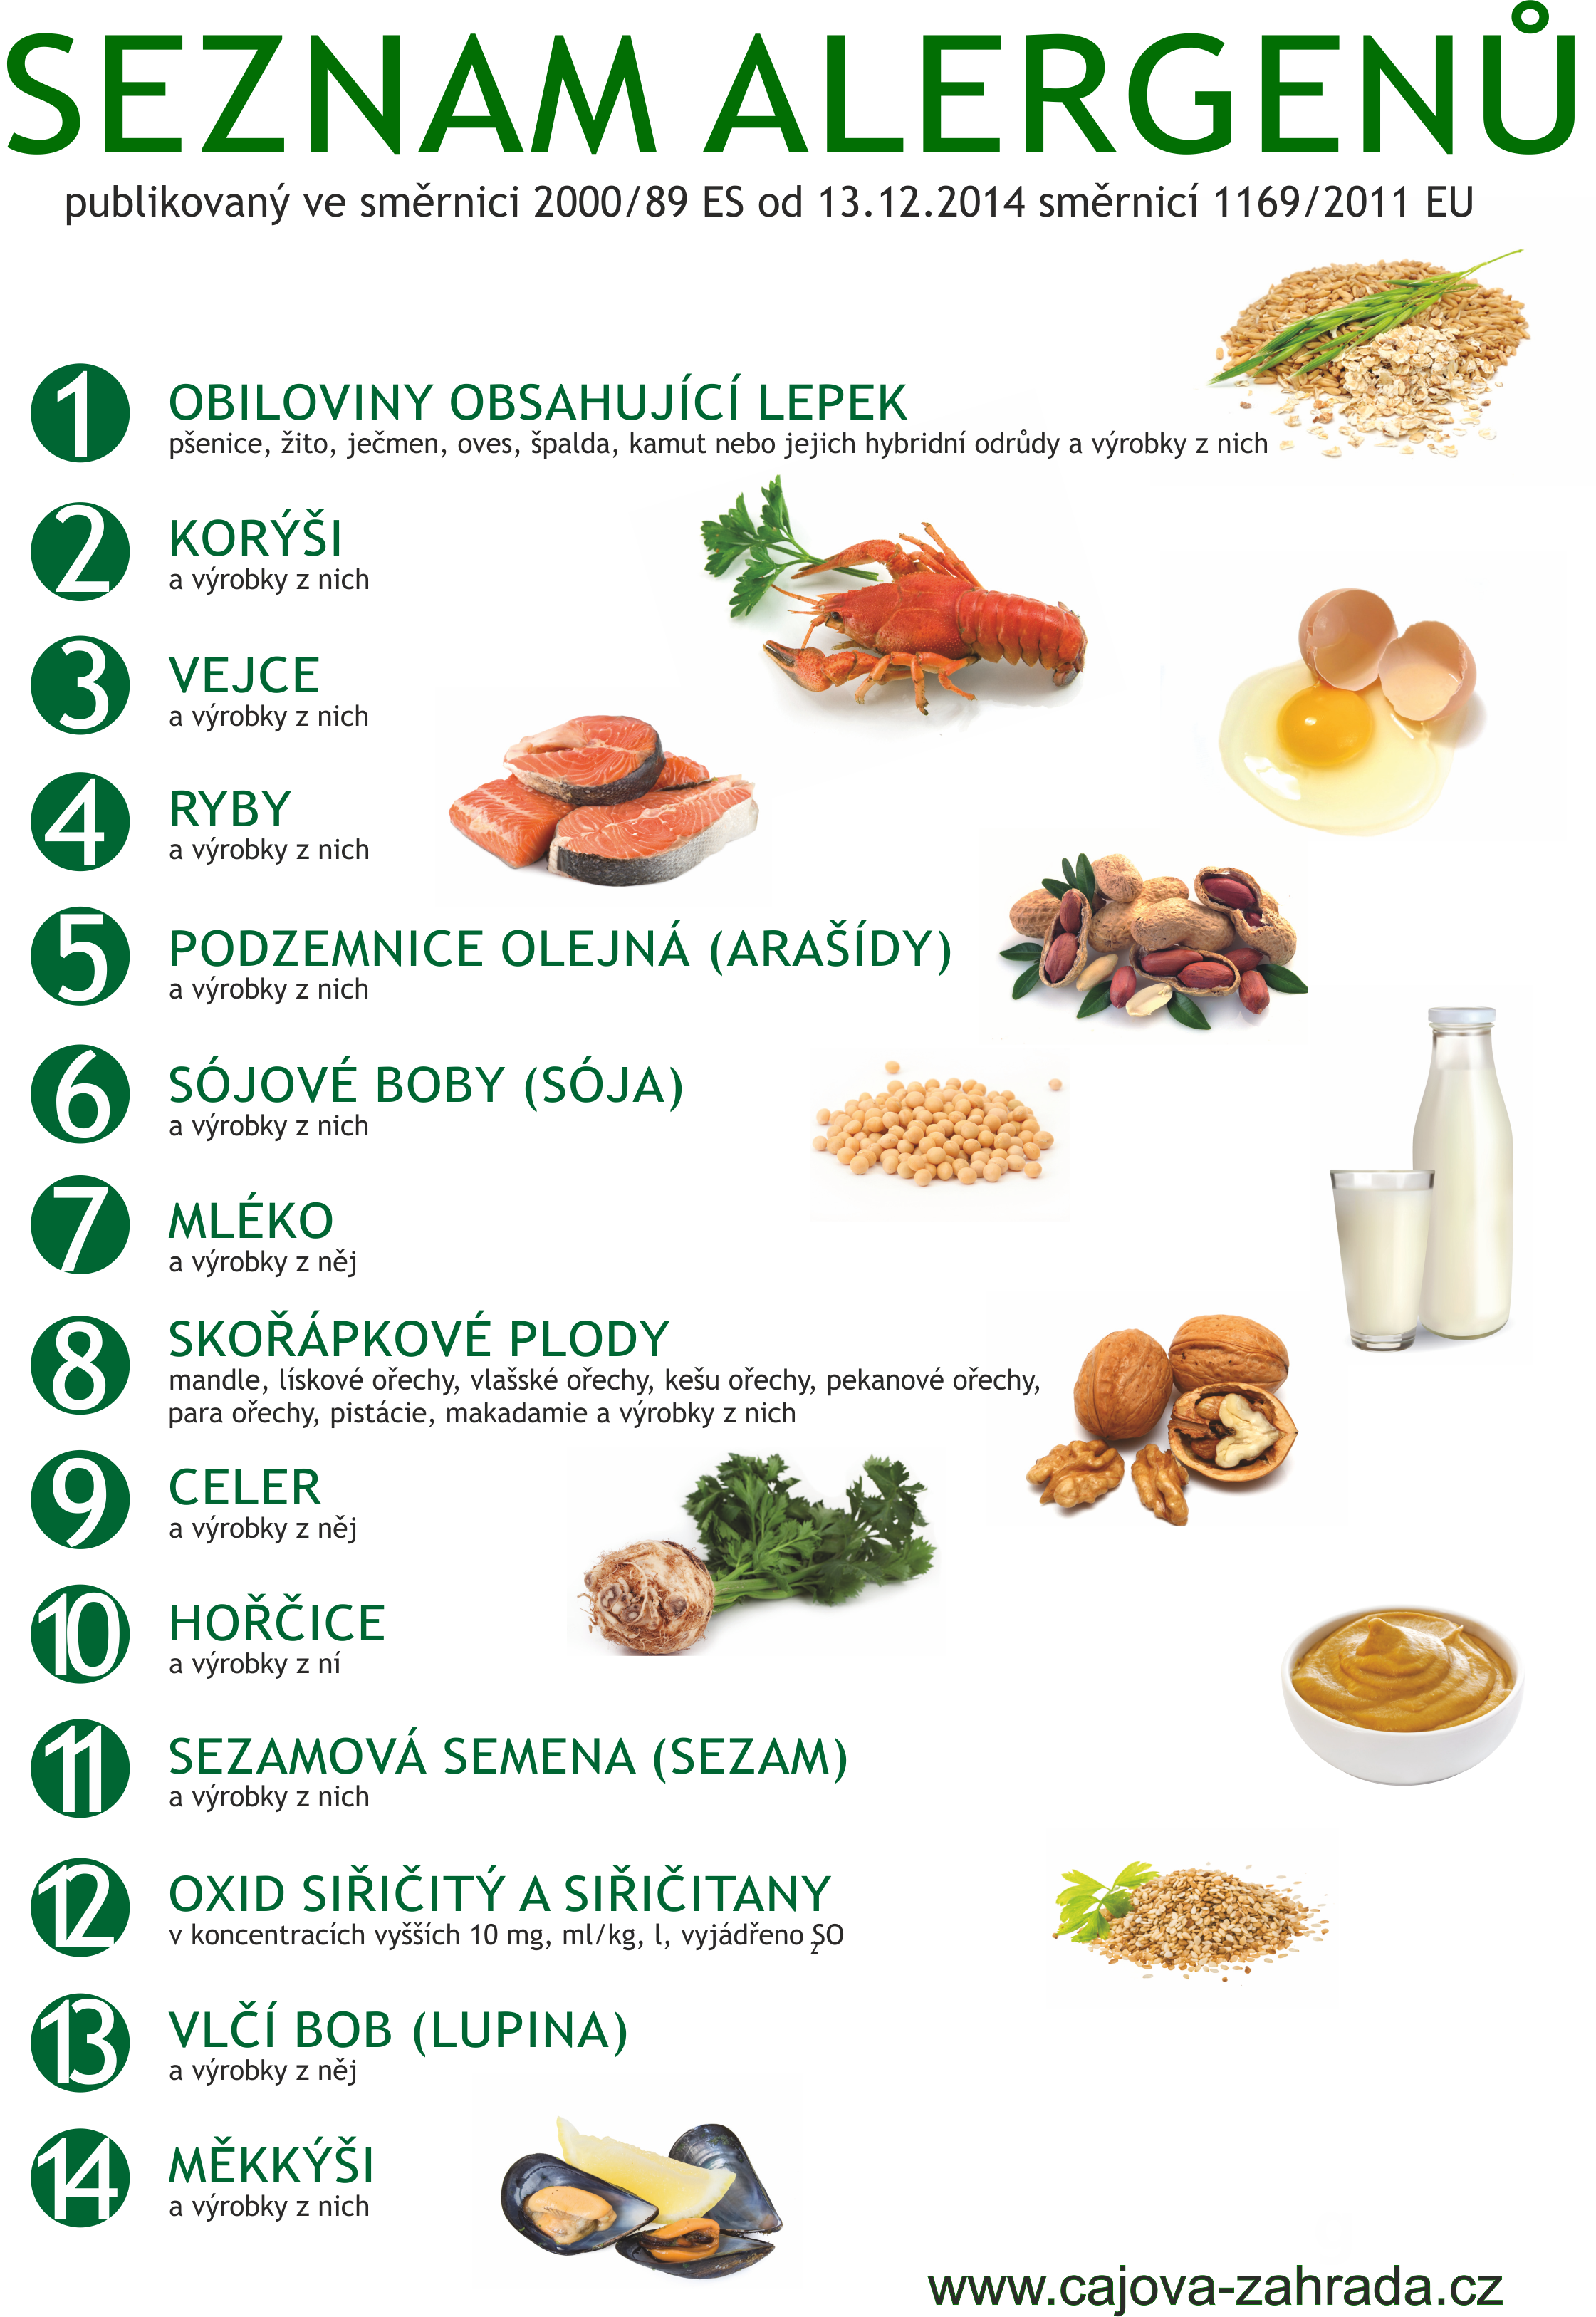 SEZNAM ALERGENŮ
publikovaný ve směrnici 2000/89 ES od 13.12.2014 směrnicí 1169/2011 EU
1 OBILOVINY OBSAHUJÍCÍ LEPEK
pšenice, žito, ječmen, oves, špalda, kamut nebo jejich hybridní odrůdy a výrobky z nich
2 KORÝŠI
a výrobky z nich
3 VEJCE
a výrobky z nich
4 RYBY
a výrobky z nich
5 PODZEMNICE OLEJNÁ (ARAŠÍDY)
a výrobky z nich
6 SÓJOVÉ BOBY (SÓJA)
a výrobky z nich
7 MLÉKO
a výrobky z něj
8 SKOŘÁPKOVÉ PLODY
mandle, lískové ořechy, vlašské ořechy, kešu ořechy, pekanové ořechy,
para ořechy, pistácie, makadamie a výrobky z nich
9 CELER
a výrobky z něj
10 HOŘČICE
a výrobky z ní
11 SEZAMOVÁ SEMENA (SEZAM)
a výrobky z nich
12 OXID SIŘIČITÝ A SIŘIČITANY
v koncentracích vyšších 10 mg, ml/kg, l, vyjádřeno SO₂
13 VLČÍ BOB (LUPINA)
a výrobky z něj
14 MĚKKÝŠI
a výrobky z nich
www.cajova-zahrada.cz